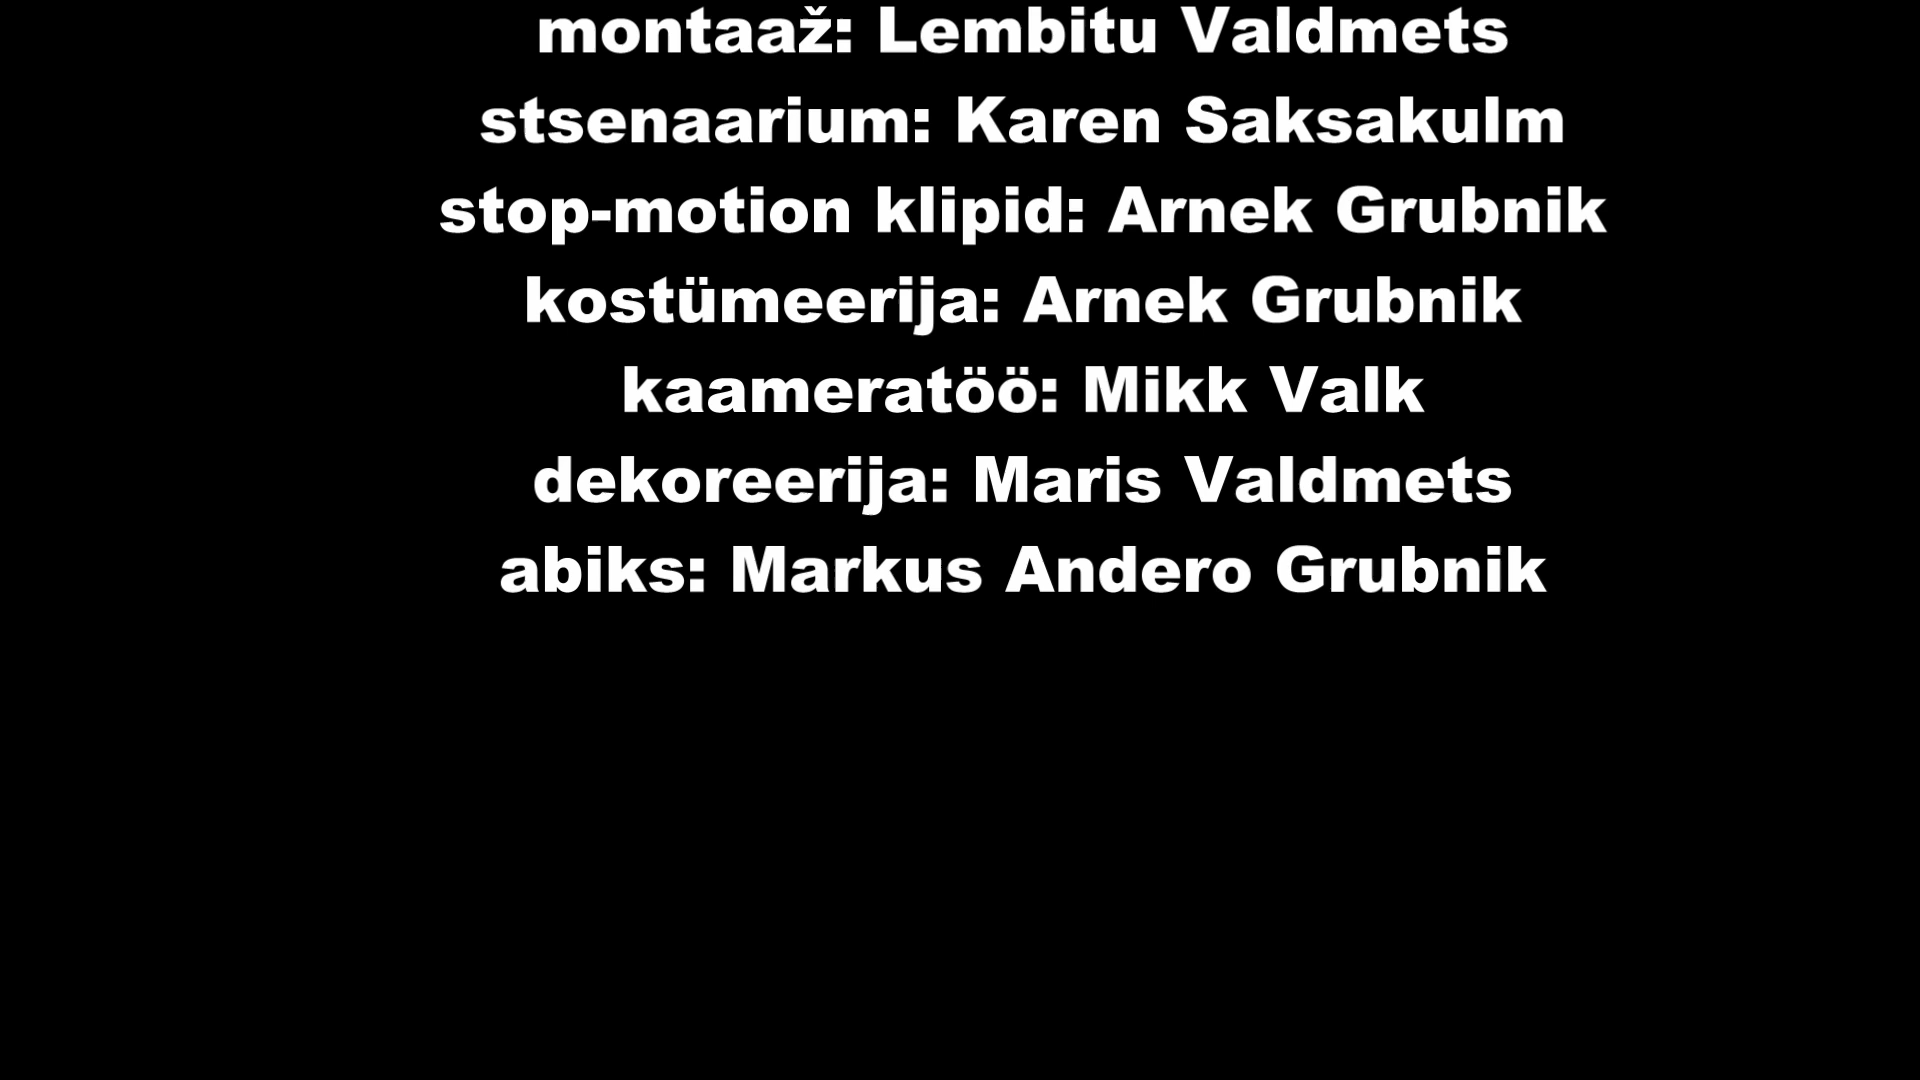 montaaž: Lembitu Valdmets
stsenaarium: Karen Saksakulm
stop-motion klipid: Arnek Grubnik
kostümeerija: Arnek Grubnik
kaameratöö: Mikk Valk
dekoreerija: Maris Valdmets
abiks: Markus Andero Grubnik